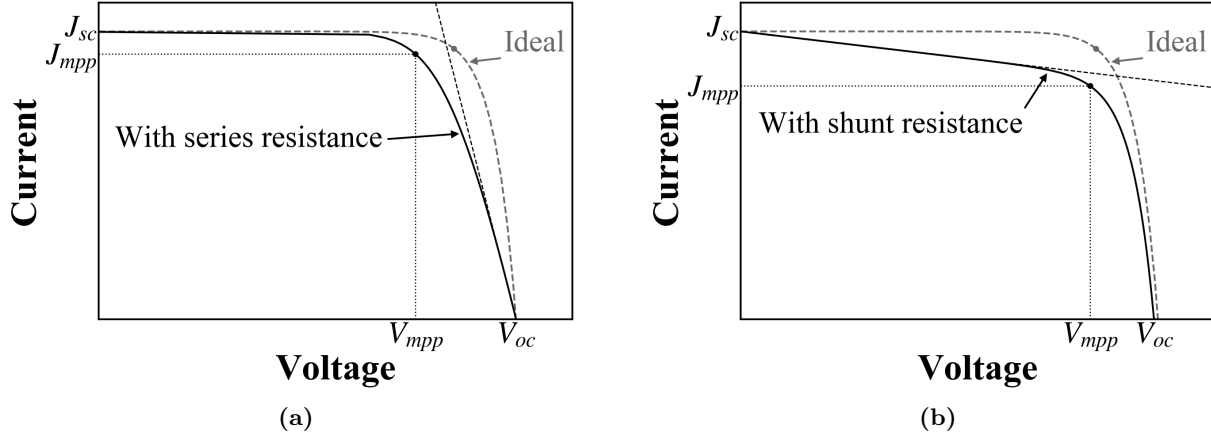 J_sc
J_mpp
Ideal
With series resistance
Current
V_mpp
V_oc
Voltage
(a)
J_sc
J_mpp
Ideal
With shunt resistance
Current
V_mpp
V_oc
Voltage
(b)